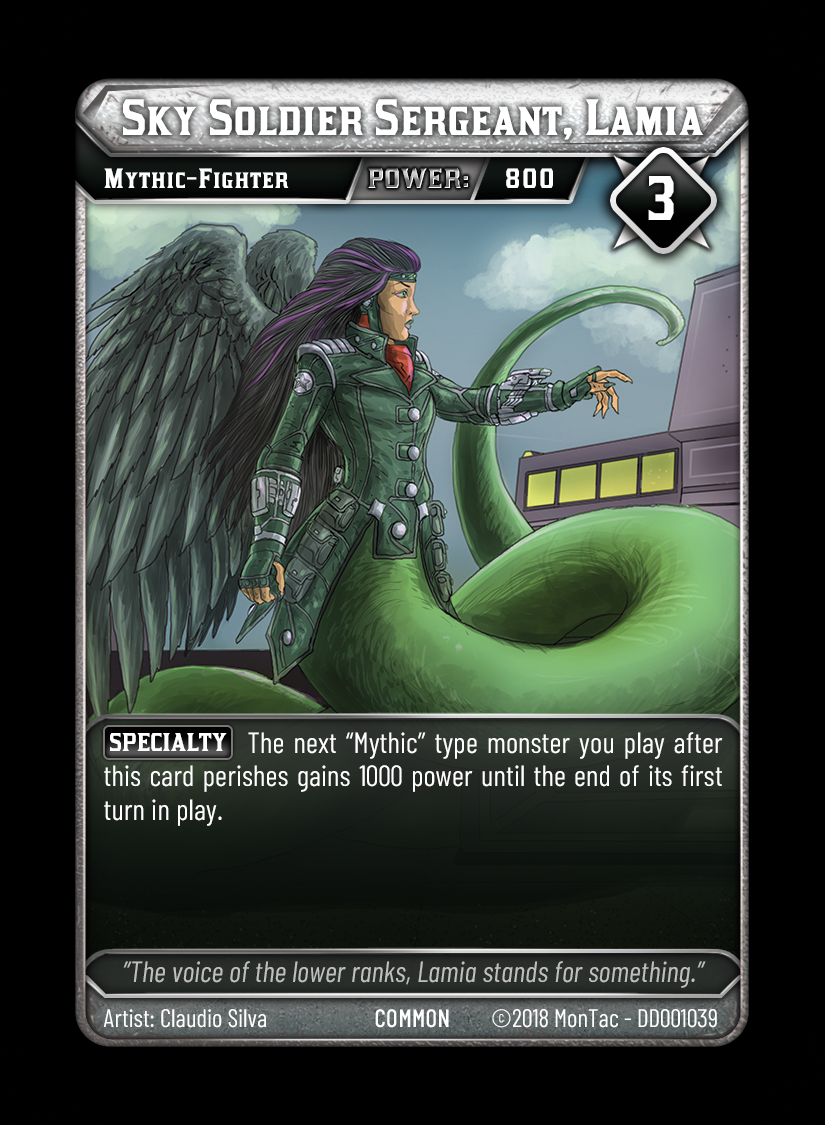 Sky Soldier Sergeant, Lamia
Mythic-Fighter POWER: 800
3
SPECIALTY The next “Mythic” type monster you play after
this card perishes gains 1000 power until the end of its first
turn in play.
“The voice of the lower ranks, Lamia stands for something.”
Artist: Claudio Silva COMMON ©2018 MonTac - DD001039